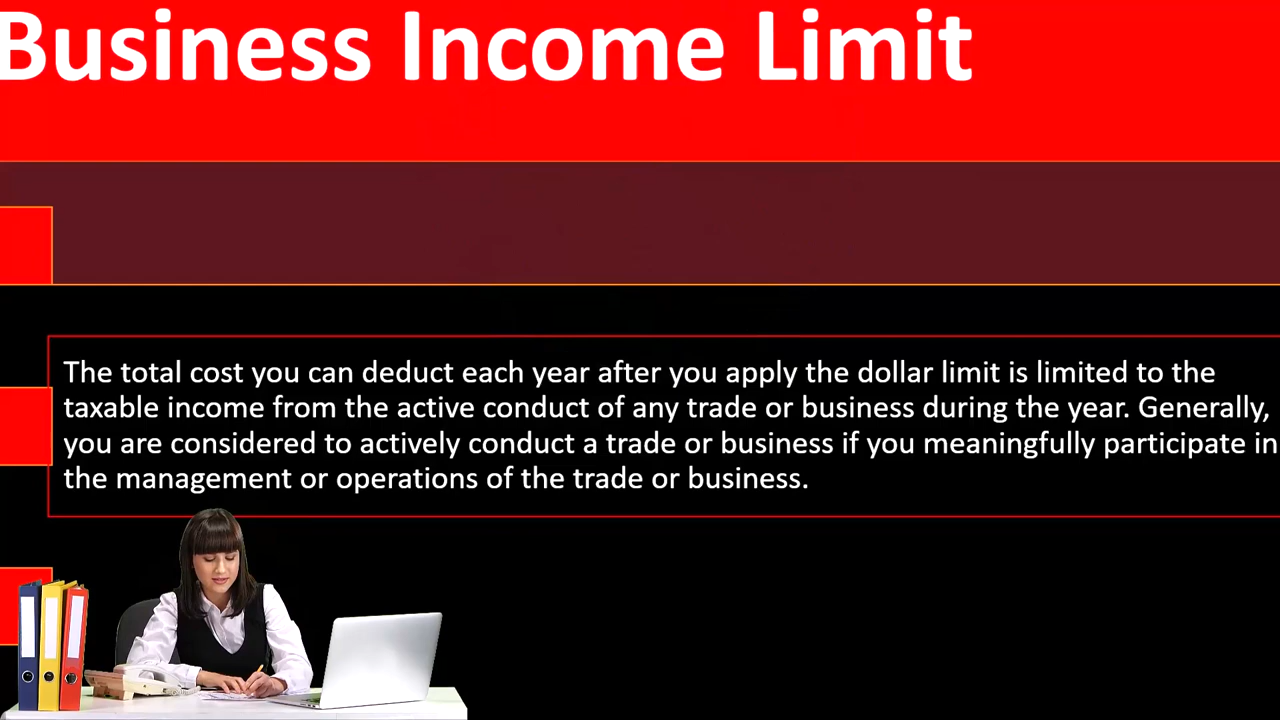 Business Income Limit
The total cost you can deduct each year after you apply the dollar limit is limited to the
taxable income from the active conduct of any trade or business during the year. Generally,
you are considered to actively conduct a trade or business if you meaningfully participate in
the management or operations of the trade or business.